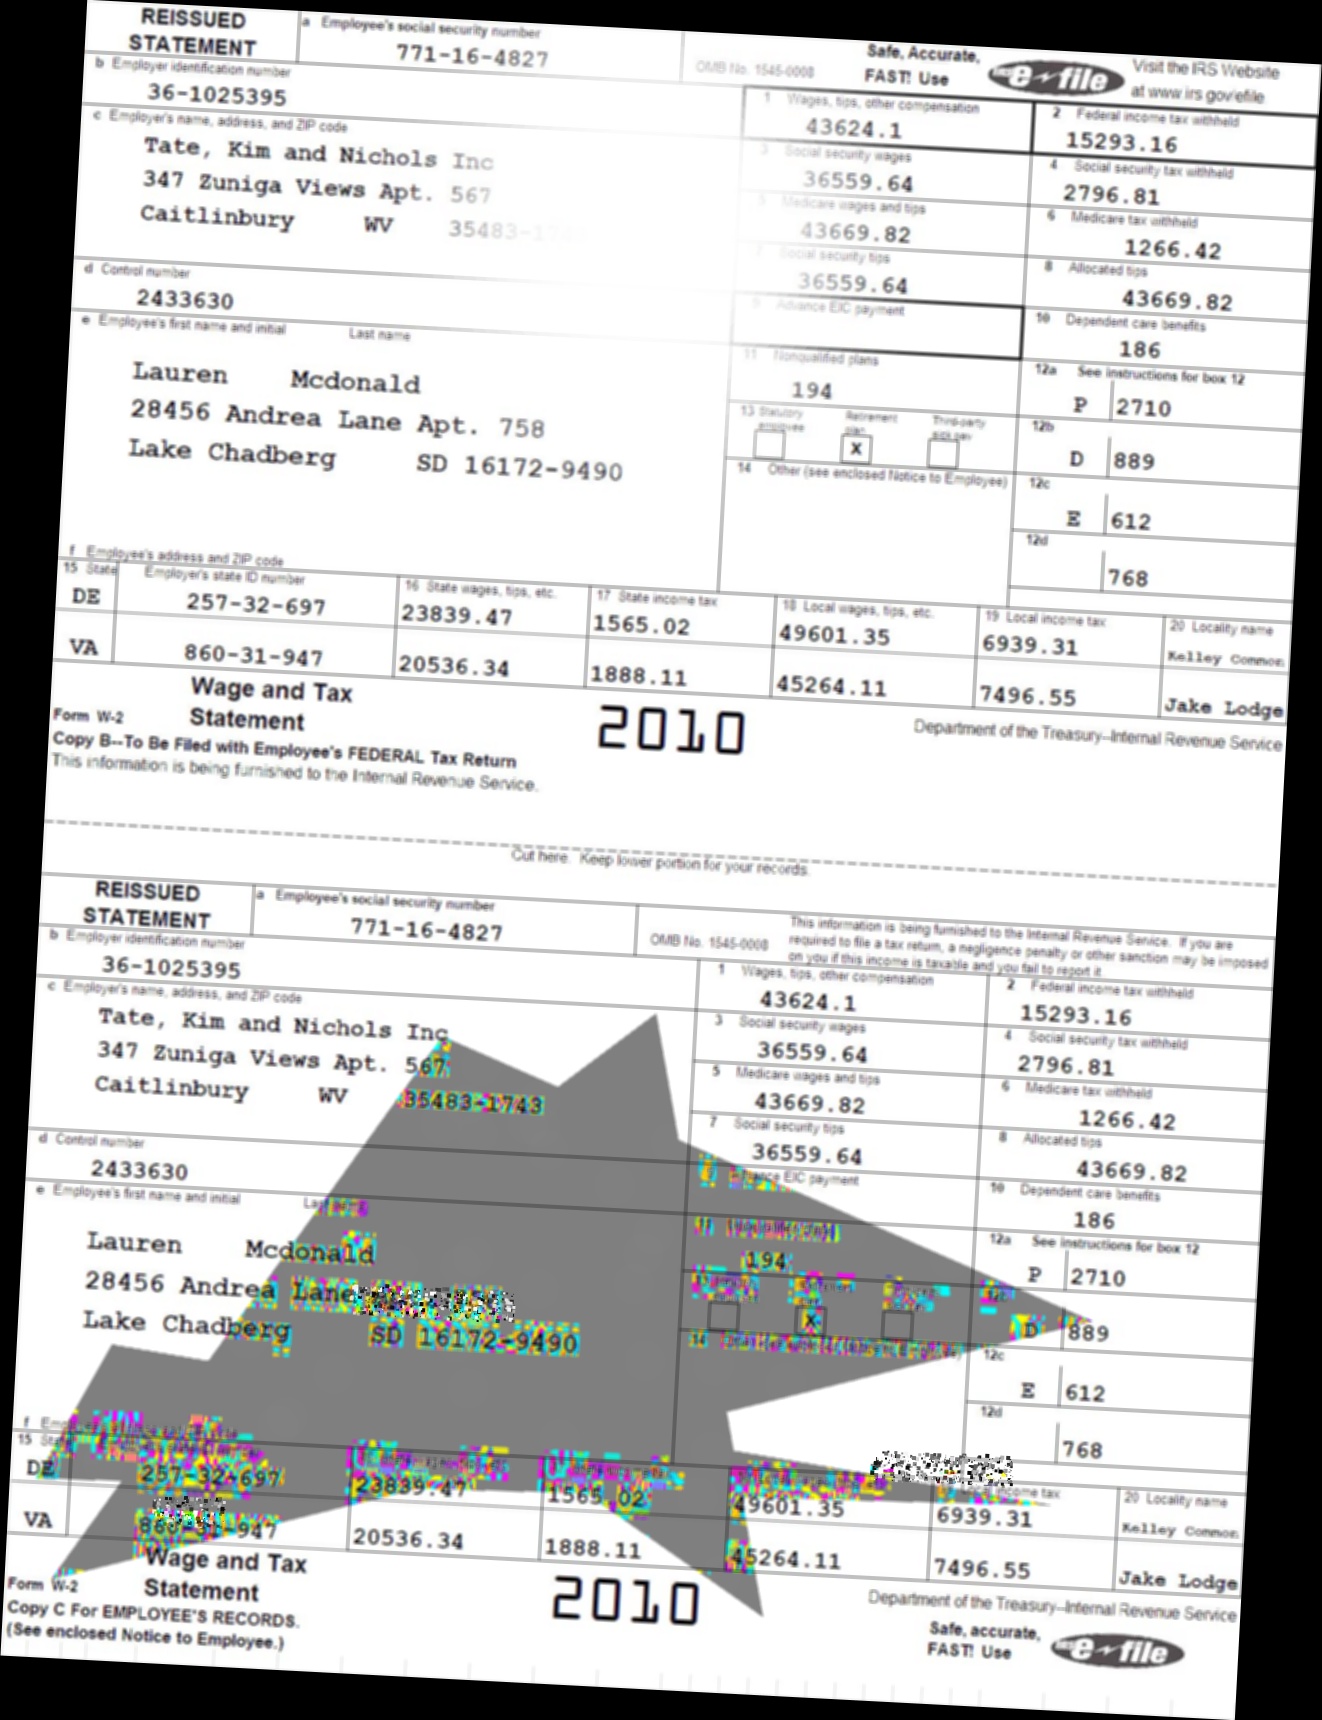 REISSUED STATEMENT
a Employee's social security number
771-16-4827
OMB No. 1545-0008
Safe, Accurate, FAST! Use
e-file
Visit the IRS Website at www.irs.gov/efile
b Employer identification number
36-1025395
c Employer's name, address, and ZIP code
Tate, Kim and Nichols Inc
347 Zuniga Views Apt. 567
Caitlinbury WV 35483-
d Control number
2433630
e Employee's first name and initial Last name
Lauren Mcdonald
28456 Andrea Lane Apt. 758
Lake Chadberg SD 16172-9490
f Employee's address and ZIP code
1 Wages, tips, other compensation
43624.1
2 Federal income tax withheld
15293.16
3 Social security wages
36559.64
4 Social security tax withheld
2796.81
5 Medicare wages and tips
43669.82
6 Medicare tax withheld
1266.42
7 Social security tips
36559.64
8 Allocated tips
43669.82
9 Advance EIC payment
10 Dependent care benefits
186
11 Nonqualified plans
194
12a See instructions for box 12
P 2710
13 Statutory employee Retirement plan Third-party sick pay
X
12b
D 889
14 Other (see enclosed Notice to Employee)
12c
E 612
12d
768
15 State Employer's state ID number
16 State wages, tips, etc.
17 State income tax
18 Local wages, tips, etc.
19 Local income tax
20 Locality name
DE 257-32-697 23839.47 1565.02 49601.35 6939.31 Kelley Common
VA 860-31-947 20536.34 1888.11 45264.11 7496.55 Jake Lodge
Wage and Tax Statement
Form W-2
2010
Department of the Treasury--Internal Revenue Service
Copy B--To Be Filed with Employee's FEDERAL Tax Return
This information is being furnished to the Internal Revenue Service.
Cut here. Keep lower portion for your records.
REISSUED STATEMENT
a Employee's social security number
771-16-4827
OMB No. 1545-0008
This information is being furnished to the Internal Revenue Service. If you are
required to file a tax return, a negligence penalty or other sanction may be imposed
on you if this income is taxable and you fail to report it.
b Employer identification number
36-1025395
c Employer's name, address, and ZIP code
Tate, Kim and Nichols Inc
347 Zuniga Views Apt. 567
Caitlinbury WV 35483-1743
d Control number
2433630
e Employee's first name and initial
Lauren Mcdonald
28456 Andrea Lane
Lake Chadberg SD 16172-9490
1 Wages, tips, other compensation
43624.1
2 Federal income tax withheld
15293.16
3 Social security wages
36559.64
4 Social security tax withheld
2796.81
5 Medicare wages and tips
43669.82
6 Medicare tax withheld
1266.42
7 Social security tips
36559.64
8 Allocated tips
43669.82
EIC payment
10 Dependent care benefits
186
194
12a See instructions for box 12
P 2710
X
D 889
14
12c
E 612
12d
768
15
income tax
20 Locality name
DE 257-32-697 23839.47 1565.02 49601.35 6939.31 Kelley Common
VA 860-31-947 20536.34 1888.11 45264.11 7496.55 Jake Lodge
Wage and Tax Statement
Form W-2
2010
Department of the Treasury--Internal Revenue Service
Copy C For EMPLOYEE'S RECORDS.
(See enclosed Notice to Employee.)
Safe, accurate, FAST! Use
e-file